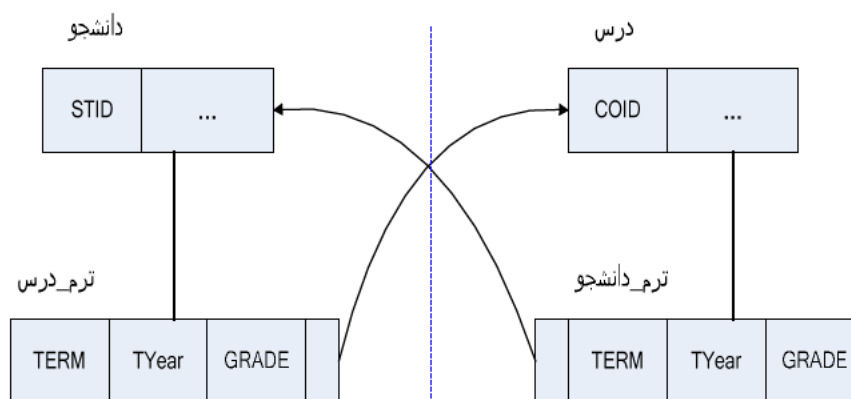 دانشجو
درس
STID ...
COID ...
ترم_درس
ترم_دانشجو
TERM TYear GRADE
TERM TYear GRADE